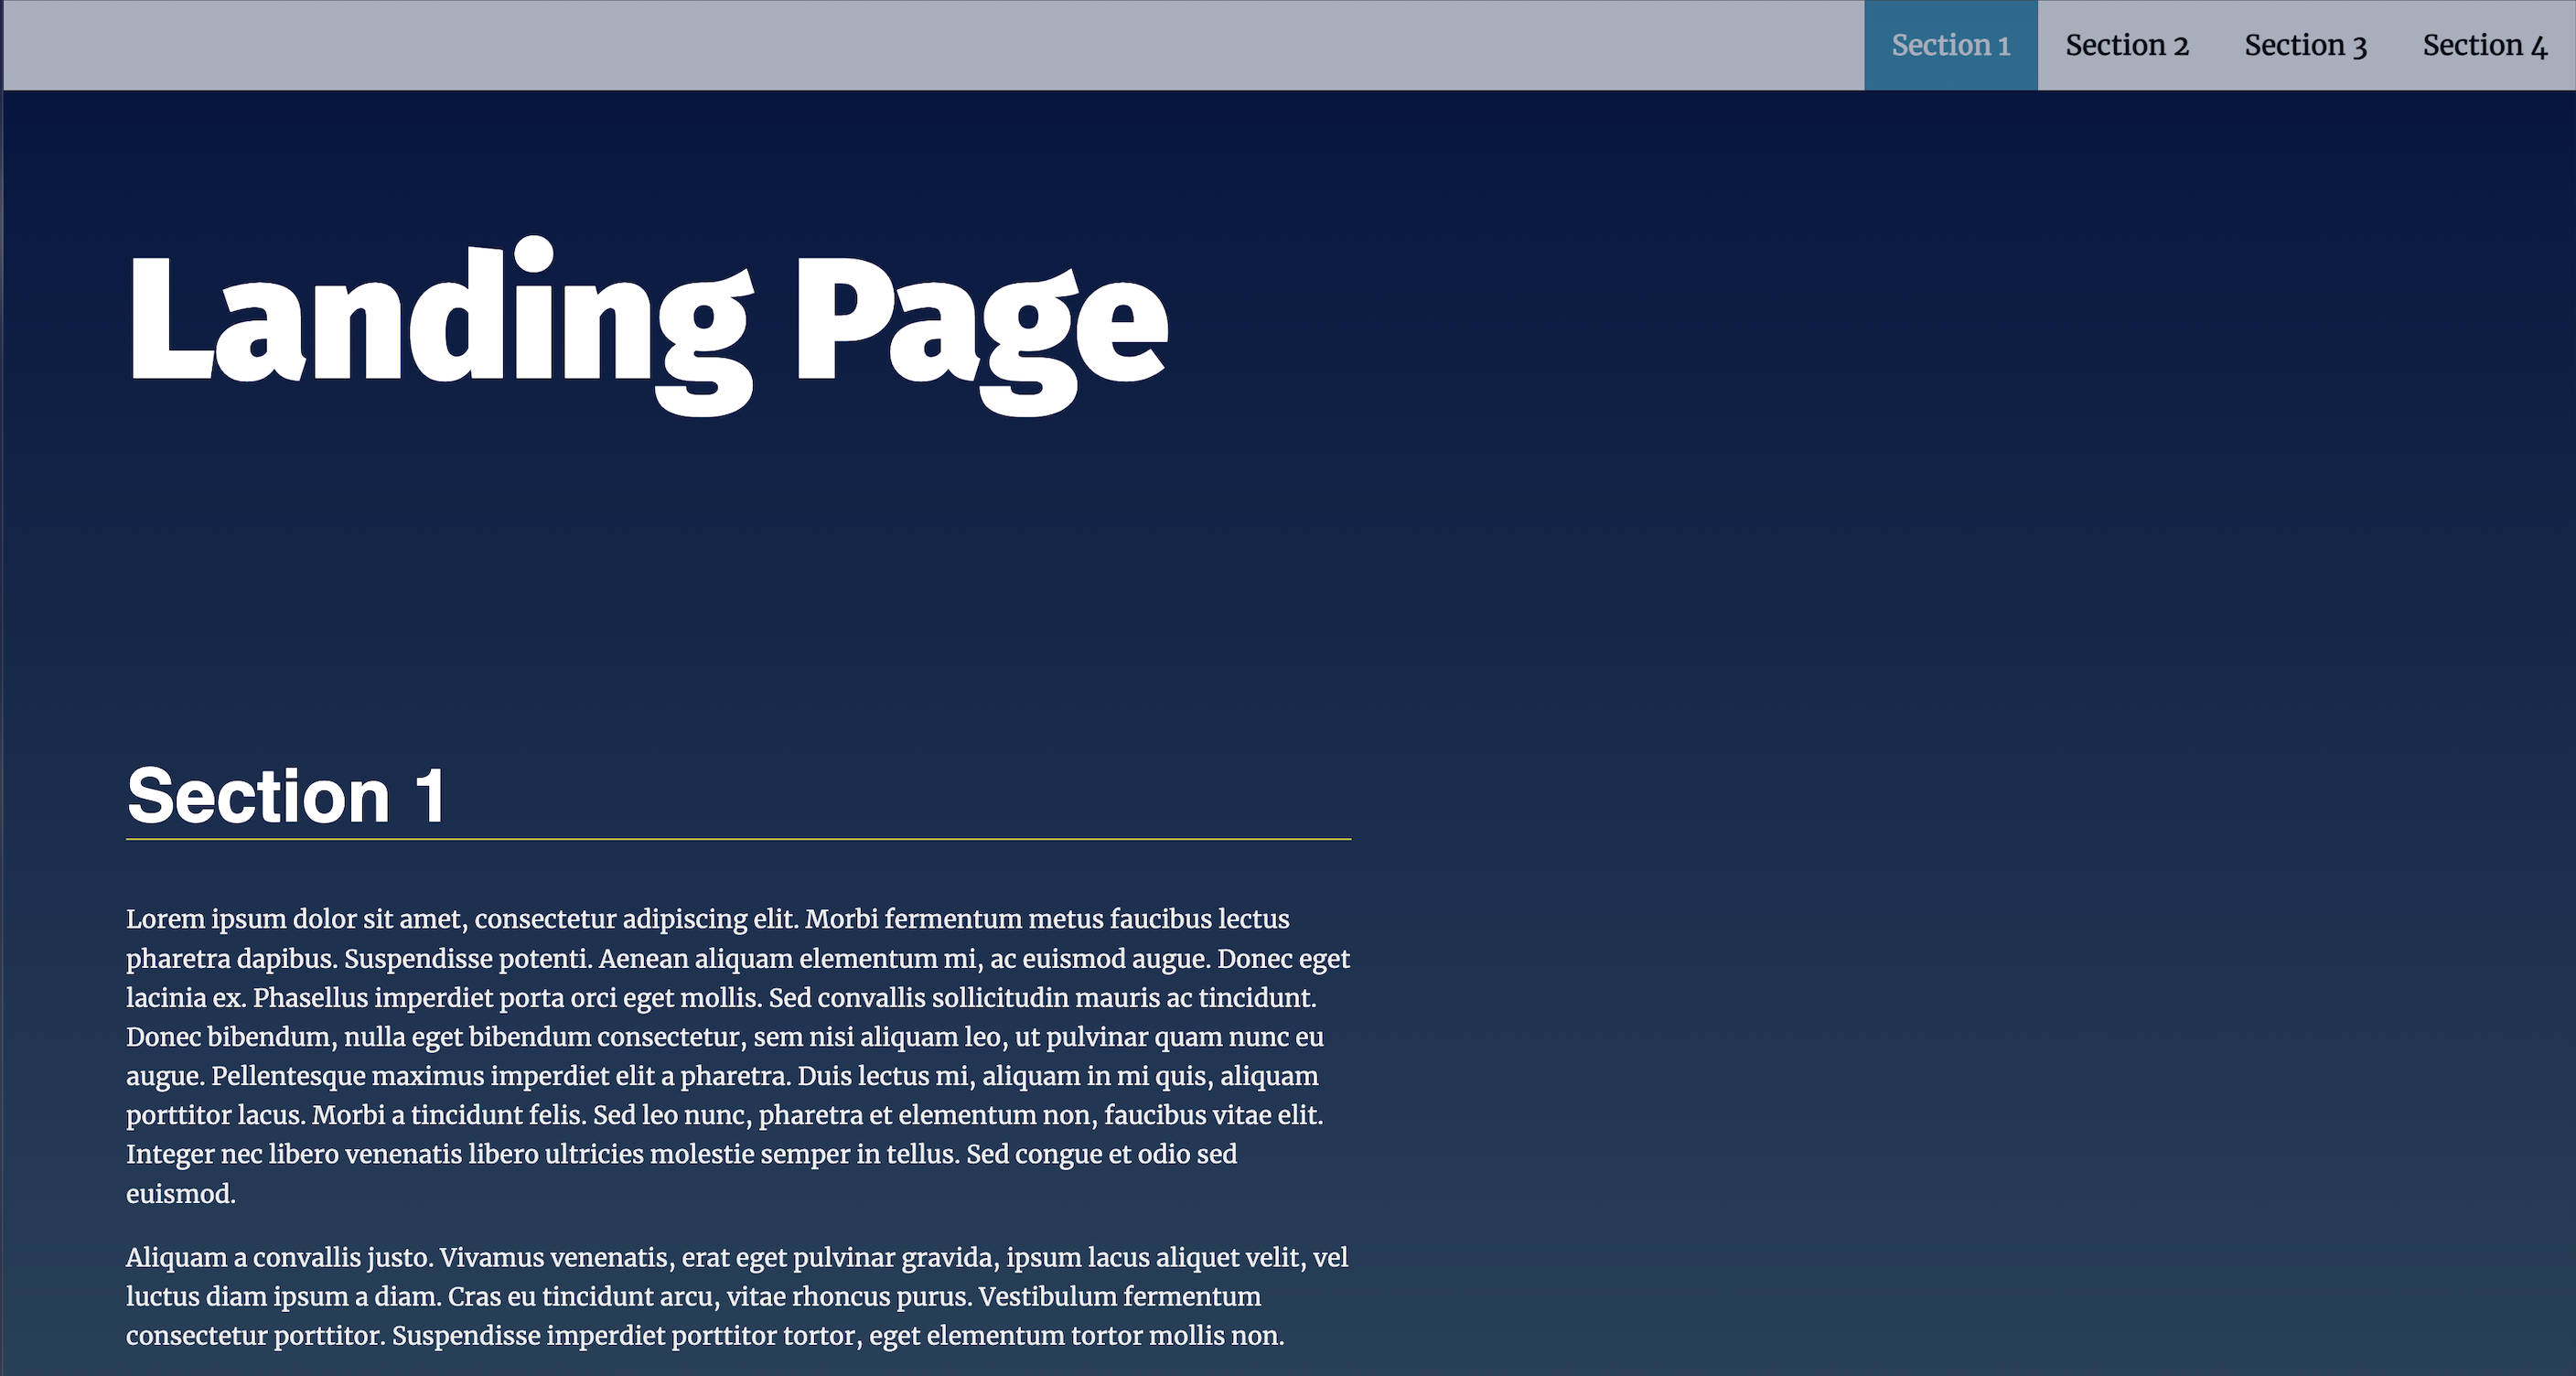 Section 1
Section 2
Section 3
Section 4
Landing Page
Section 1
Lorem ipsum dolor sit amet, consectetur adipiscing elit. Morbi fermentum metus faucibus lectus
pharetra dapibus. Suspendisse potenti. Aenean aliquam elementum mi, ac euismod augue. Donec eget
lacinia ex. Phasellus imperdiet porta orci eget mollis. Sed convallis sollicitudin mauris ac tincidunt.
Donec bibendum, nulla eget bibendum consectetur, sem nisi aliquam leo, ut pulvinar quam nunc eu
augue. Pellentesque maximus imperdiet elit a pharetra. Duis lectus mi, aliquam in mi quis, aliquam
porttitor lacus. Morbi a tincidunt felis. Sed leo nunc, pharetra et elementum non, faucibus vitae elit.
Integer nec libero venenatis libero ultricies molestie semper in tellus. Sed congue et odio sed
euismod.
Aliquam a convallis justo. Vivamus venenatis, erat eget pulvinar gravida, ipsum lacus aliquet velit, vel
luctus diam ipsum a diam. Cras eu tincidunt arcu, vitae rhoncus purus. Vestibulum fermentum
consectetur porttitor. Suspendisse imperdiet porttitor tortor, eget elementum tortor mollis non.